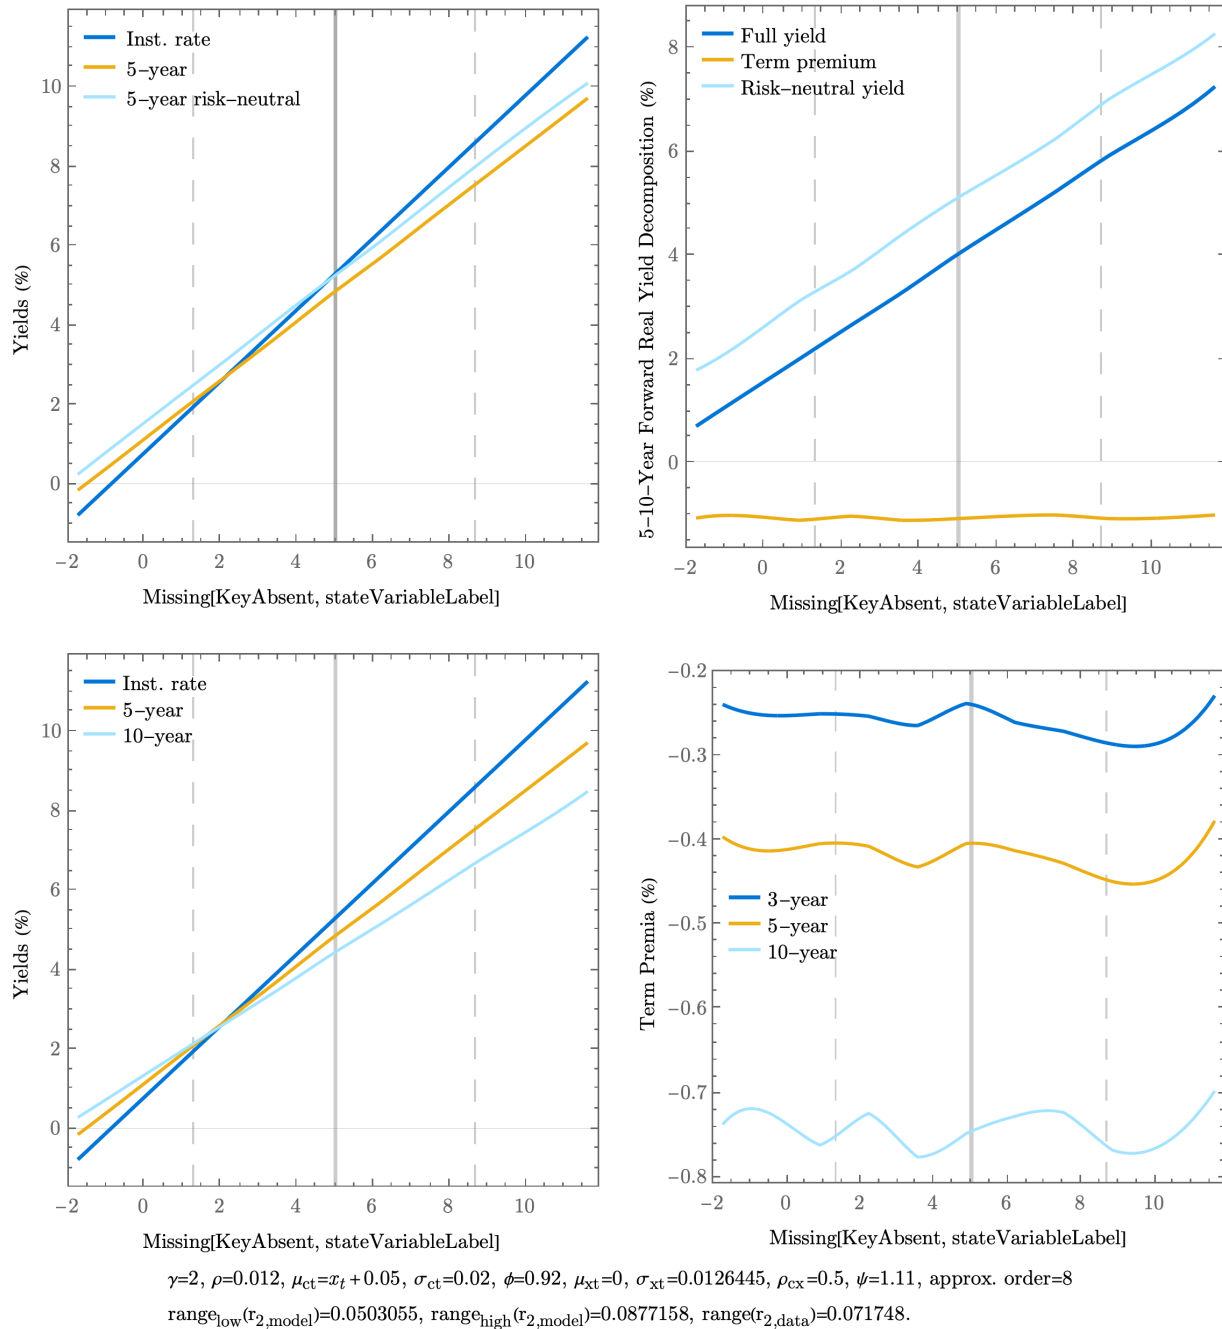 Inst. rate
5–year
5–year risk–neutral
Yields (%)
10
8
6
4
2
0
−2 0 2 4 6 8 10
Missing[KeyAbsent, stateVariableLabel]
Full yield
Term premium
Risk–neutral yield
5–10–Year Forward Real Yield Decomposition (%)
8
6
4
2
0
−2 0 2 4 6 8 10
Missing[KeyAbsent, stateVariableLabel]
Inst. rate
5–year
10–year
Yields (%)
10
8
6
4
2
0
−2 0 2 4 6 8 10
Missing[KeyAbsent, stateVariableLabel]
3–year
5–year
10–year
Term Premia (%)
−0.2
−0.3
−0.4
−0.5
−0.6
−0.7
−0.8
−2 0 2 4 6 8 10
Missing[KeyAbsent, stateVariableLabel]
γ=2, ρ=0.012, μct=xt+0.05, σct=0.02, ϕ=0.92, μxt=0, σxt=0.0126445, ρcx=0.5, ψ=1.11, approx. order=8
rangelow(r2,model)=0.0503055, rangehigh(r2,model)=0.0877158, range(r2,data)=0.071748.